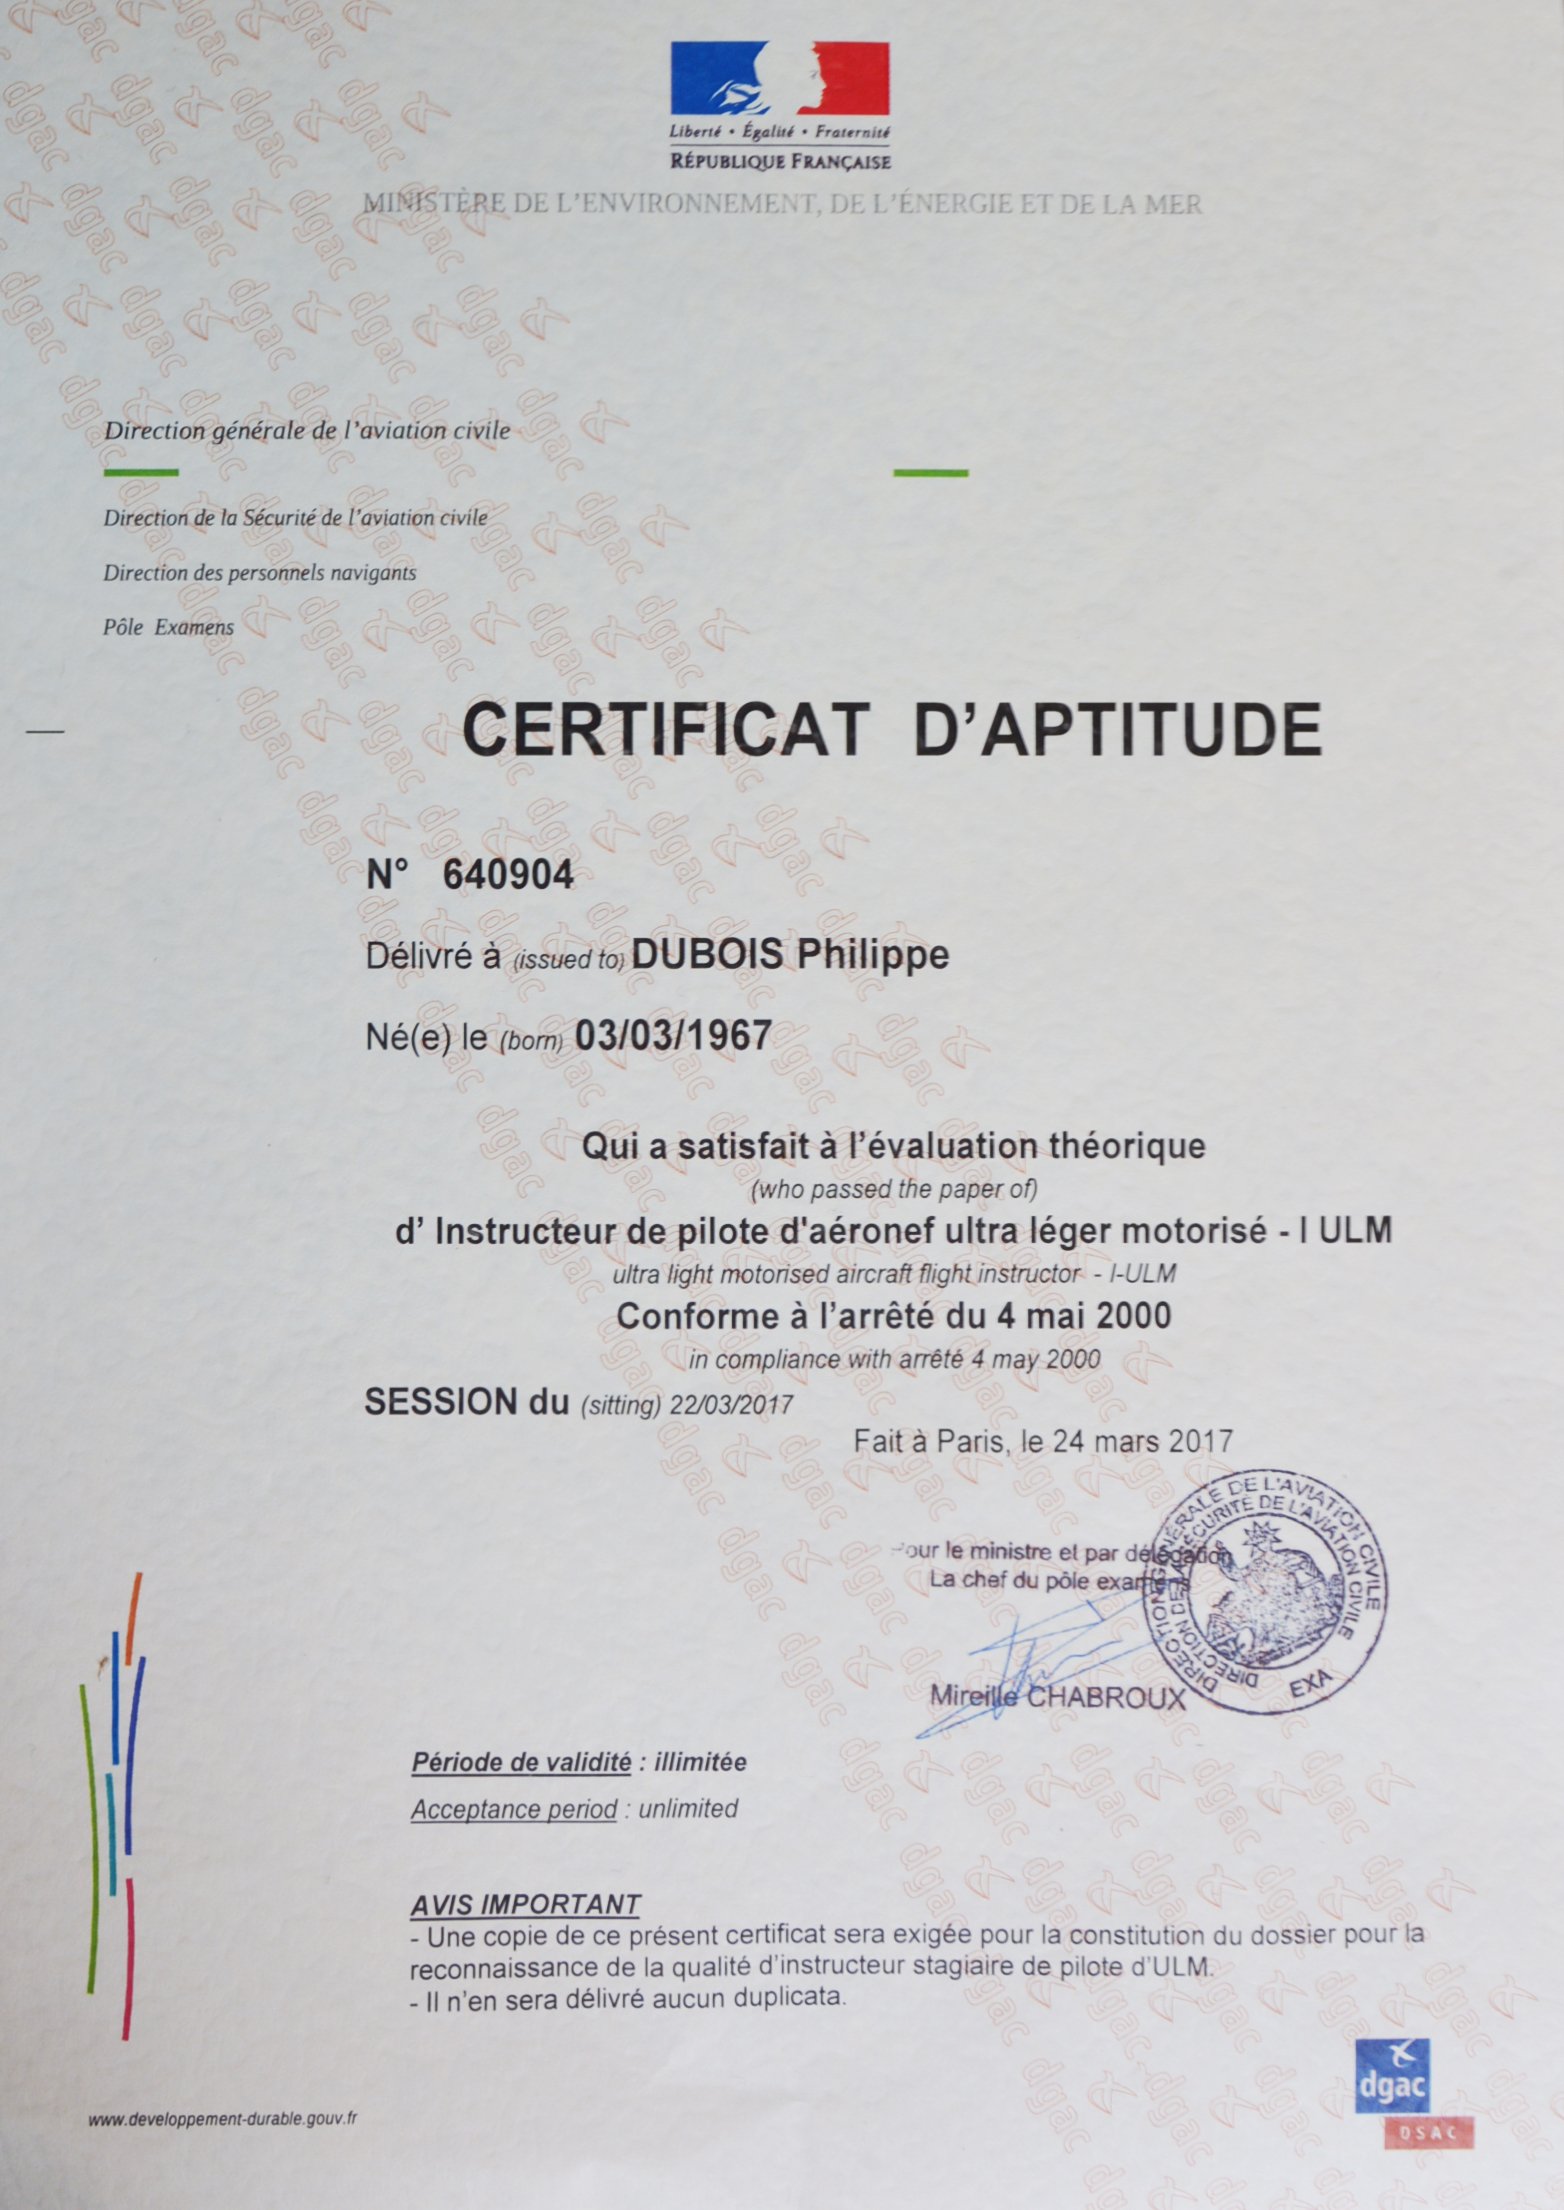 Liberté • Égalité • Fraternité
RÉPUBLIQUE FRANÇAISE
MINISTÈRE DE L'ENVIRONNEMENT, DE L'ÉNERGIE ET DE LA MER
Direction générale de l'aviation civile
Direction de la Sécurité de l'aviation civile
Direction des personnels navigants
Pôle Examens
CERTIFICAT D'APTITUDE
N° 640904
Délivré à (issued to) DUBOIS Philippe
Né(e) le (born) 03/03/1967
Qui a satisfait à l'évaluation théorique
(who passed the paper of)
d' Instructeur de pilote d'aéronef ultra léger motorisé - I ULM
ultra light motorised aircraft flight instructor - I-ULM
Conforme à l'arrêté du 4 mai 2000
in compliance with arrêté 4 may 2000
SESSION du (sitting) 22/03/2017
Fait à Paris, le 24 mars 2017
Pour le ministre et par délégation
La chef du pôle examens
DIRECTION GÉNÉRALE DE L'AVIATION CIVILE
DIRECTION DE LA SÉCURITÉ DE L'AVIATION CIVILE
EXA
Mireille CHABROUX
Période de validité : illimitée
Acceptance period : unlimited
AVIS IMPORTANT
- Une copie de ce présent certificat sera exigée pour la constitution du dossier pour la
reconnaissance de la qualité d'instructeur stagiaire de pilote d'ULM.
- Il n'en sera délivré aucun duplicata.
dgac
DSAC
www.developpement-durable.gouv.fr